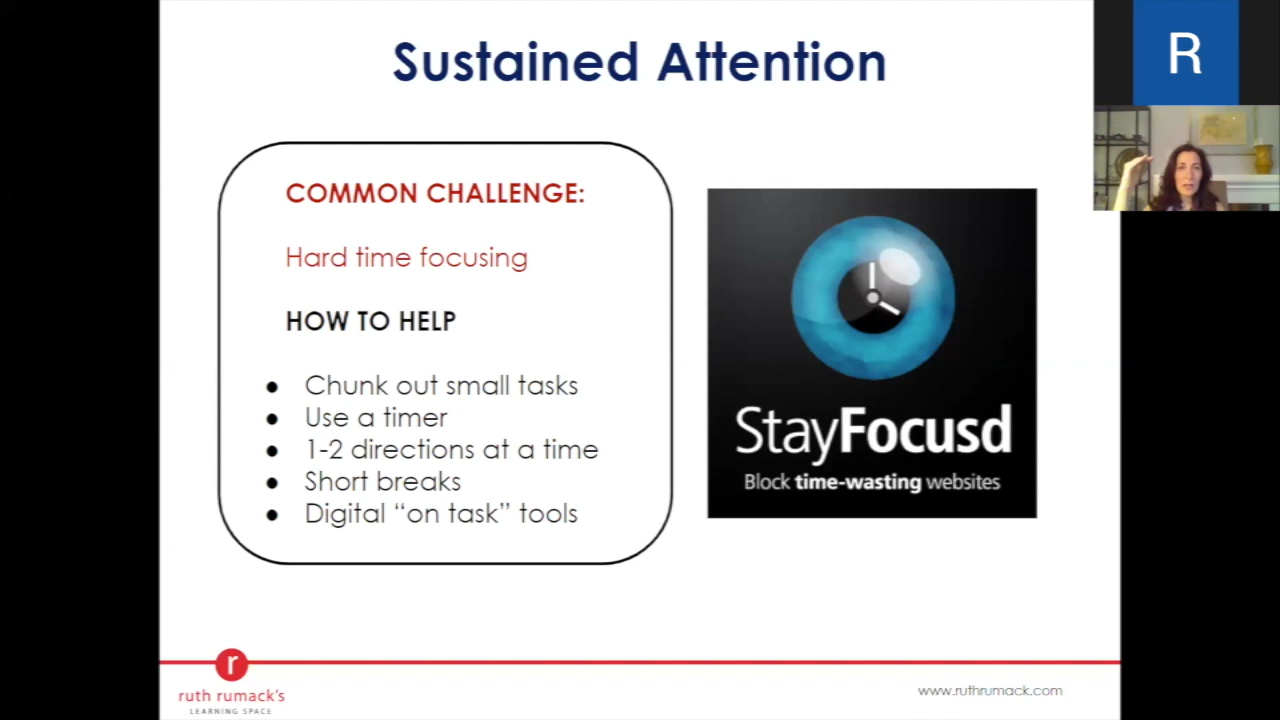 Sustained Attention
R
COMMON CHALLENGE:
Hard time focusing
HOW TO HELP
● Chunk out small tasks
● Use a timer
● 1-2 directions at a time
● Short breaks
● Digital “on task” tools
StayFocusd
Block time-wasting websites
r
ruth rumack's
LEARNING SPACE
www.ruthrumack.com